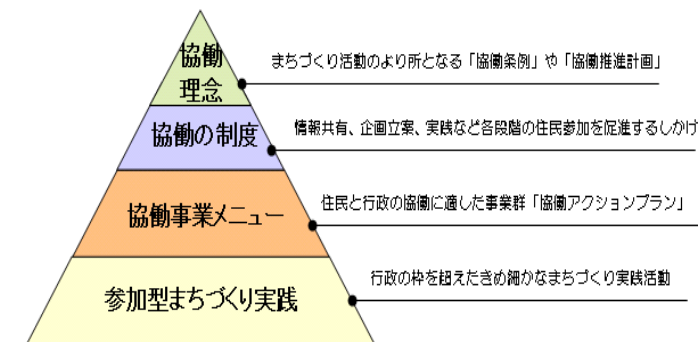 協働
理念
まちづくり活動のより所となる「協働条例」や「協働推進計画」
協働の制度
情報共有、企画立案、実践など各段階の住民参加を促進するしかけ
協働事業メニュー
住民と行政の協働に適した事業群「協働アクションプラン」
参加型まちづくり実践
行政の枠を超えたきめ細かなまちづくり実践活動